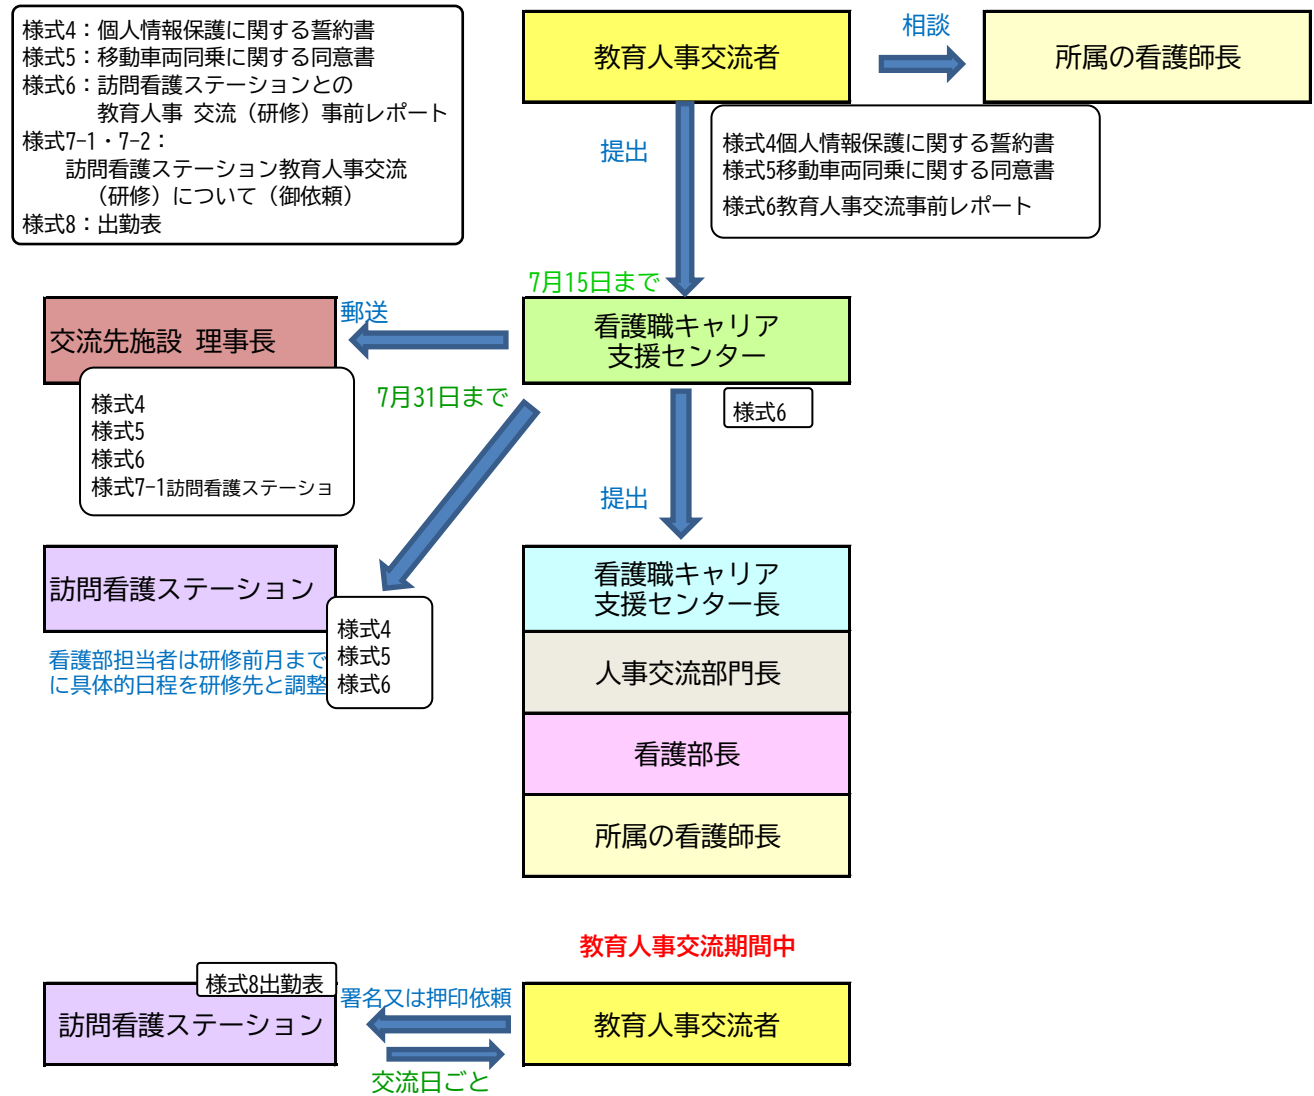 様式4：個人情報保護に関する誓約書
様式5：移動車両同乗に関する同意書
様式6：訪問看護ステーションとの
教育人事 交流（研修）事前レポート
様式7-1・7-2：
訪問看護ステーション教育人事交流
（研修）について（御依頼）
様式8：出勤表
教育人事交流者
相談
所属の看護師長
提出
様式4個人情報保護に関する誓約書
様式5移動車両同乗に関する同意書
様式6教育人事交流事前レポート
7月15日まで
交流先施設 理事長
郵送
看護職キャリア
支援センター
7月31日まで
様式4
様式5
様式6
様式7-1訪問看護ステーショ
様式6
提出
訪問看護ステーション
様式4
様式5
様式6
看護部担当者は研修前月まで
に具体的日程を研修先と調整
看護職キャリア
支援センター長
人事交流部門長
看護部長
所属の看護師長
教育人事交流期間中
様式8出勤表
訪問看護ステーション
署名又は押印依頼
交流日ごと
教育人事交流者